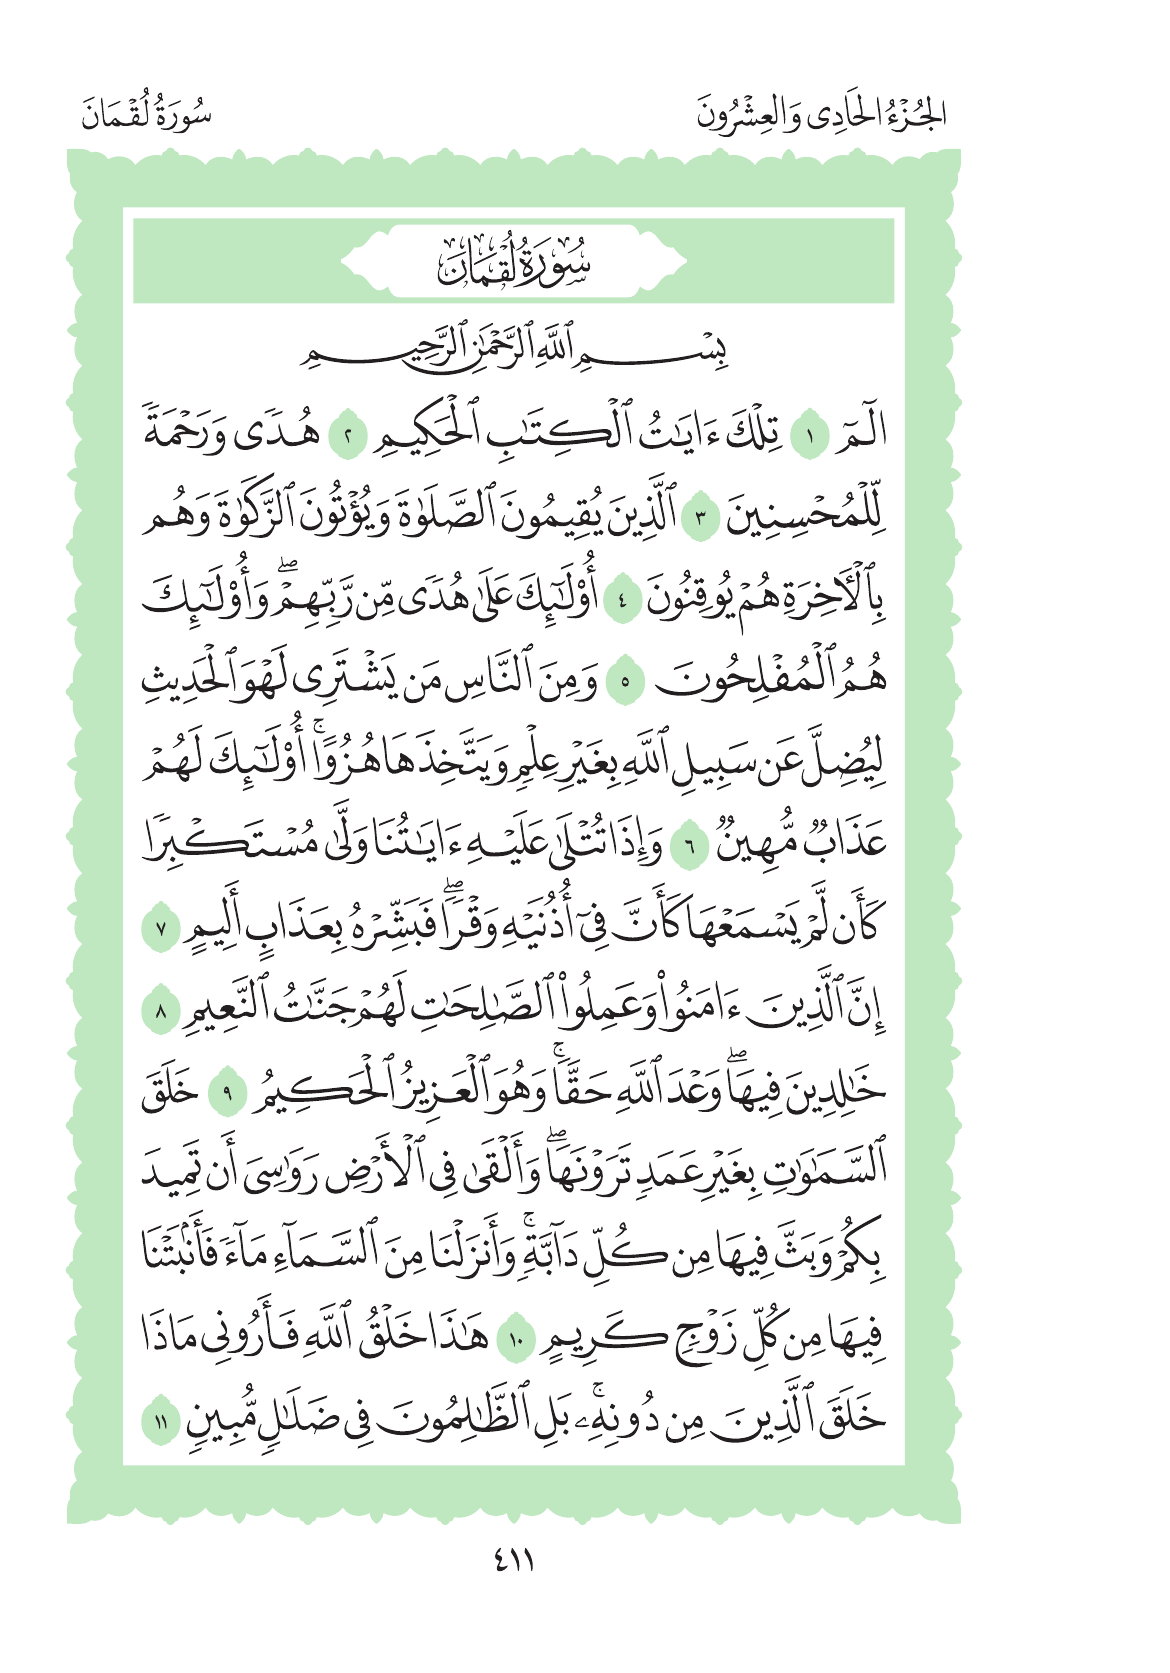 الجُزْءُ الحَادِى وَالعِشْرُونَ
سُورَةُ لُقْمَانَ
سُورَةُ لُقْمَانَ
بِسْمِ ٱللَّهِ ٱلرَّحْمَٰنِ ٱلرَّحِيمِ
الٓمٓ ١ تِلْكَ ءَايَٰتُ ٱلْكِتَٰبِ ٱلْحَكِيمِ ٢ هُدًى وَرَحْمَةً
لِّلْمُحْسِنِينَ ٣ ٱلَّذِينَ يُقِيمُونَ ٱلصَّلَوٰةَ وَيُؤْتُونَ ٱلزَّكَوٰةَ وَهُم
بِٱلْأَخِرَةِ هُمْ يُوقِنُونَ ٤ أُوْلَٰٓئِكَ عَلَىٰ هُدًى مِّن رَّبِّهِمْۖ وَأُوْلَٰٓئِكَ
هُمُ ٱلْمُفْلِحُونَ ٥ وَمِنَ ٱلنَّاسِ مَن يَشْتَرِى لَهْوَ ٱلْحَدِيثِ
لِيُضِلَّ عَن سَبِيلِ ٱللَّهِ بِغَيْرِ عِلْمٍ وَيَتَّخِذَهَا هُزُوًاۚ أُوْلَٰٓئِكَ لَهُمْ
عَذَابٌ مُّهِينٌ ٦ وَإِذَا تُتْلَىٰ عَلَيْهِ ءَايَٰتُنَا وَلَّىٰ مُسْتَكْبِرًا
كَأَن لَّمْ يَسْمَعْهَا كَأَنَّ فِىٓ أُذُنَيْهِ وَقْرًاۖ فَبَشِّرْهُ بِعَذَابٍ أَلِيمٍ ٧
إِنَّ ٱلَّذِينَ ءَامَنُوا۟ وَعَمِلُوا۟ ٱلصَّٰلِحَٰتِ لَهُمْ جَنَّٰتُ ٱلنَّعِيمِ ٨
خَٰلِدِينَ فِيهَاۖ وَعْدَ ٱللَّهِ حَقًّاۚ وَهُوَ ٱلْعَزِيزُ ٱلْحَكِيمُ ٩ خَلَقَ
ٱلسَّمَٰوَٰتِ بِغَيْرِ عَمَدٍ تَرَوْنَهَاۖ وَأَلْقَىٰ فِى ٱلْأَرْضِ رَوَٰسِىَ أَن تَمِيدَ
بِكُمْ وَبَثَّ فِيهَا مِن كُلِّ دَآبَّةٍۚ وَأَنزَلْنَا مِنَ ٱلسَّمَآءِ مَآءً فَأَنۢبَتْنَا
فِيهَا مِن كُلِّ زَوْجٍ كَرِيمٍ ١٠ هَٰذَا خَلْقُ ٱللَّهِ فَأَرُونِى مَاذَا
خَلَقَ ٱلَّذِينَ مِن دُونِهِۦۚ بَلِ ٱلظَّٰلِمُونَ فِى ضَلَٰلٍ مُّبِينٍ ١١
٤١١